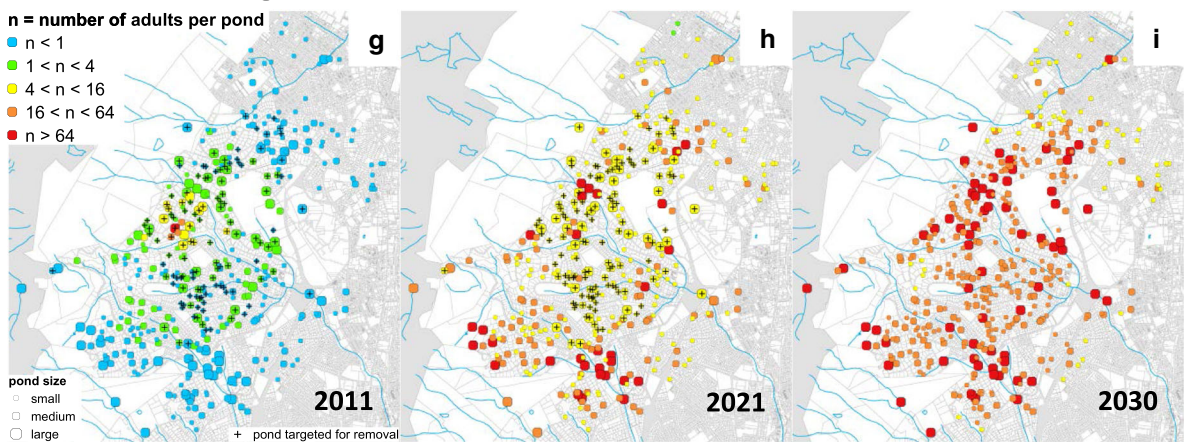 n = number of adults per pond
n < 1
1 < n < 4
4 < n < 16
16 < n < 64
n > 64
g
h
i
pond size
small
medium
large
+ pond targeted for removal
2011
2021
2030